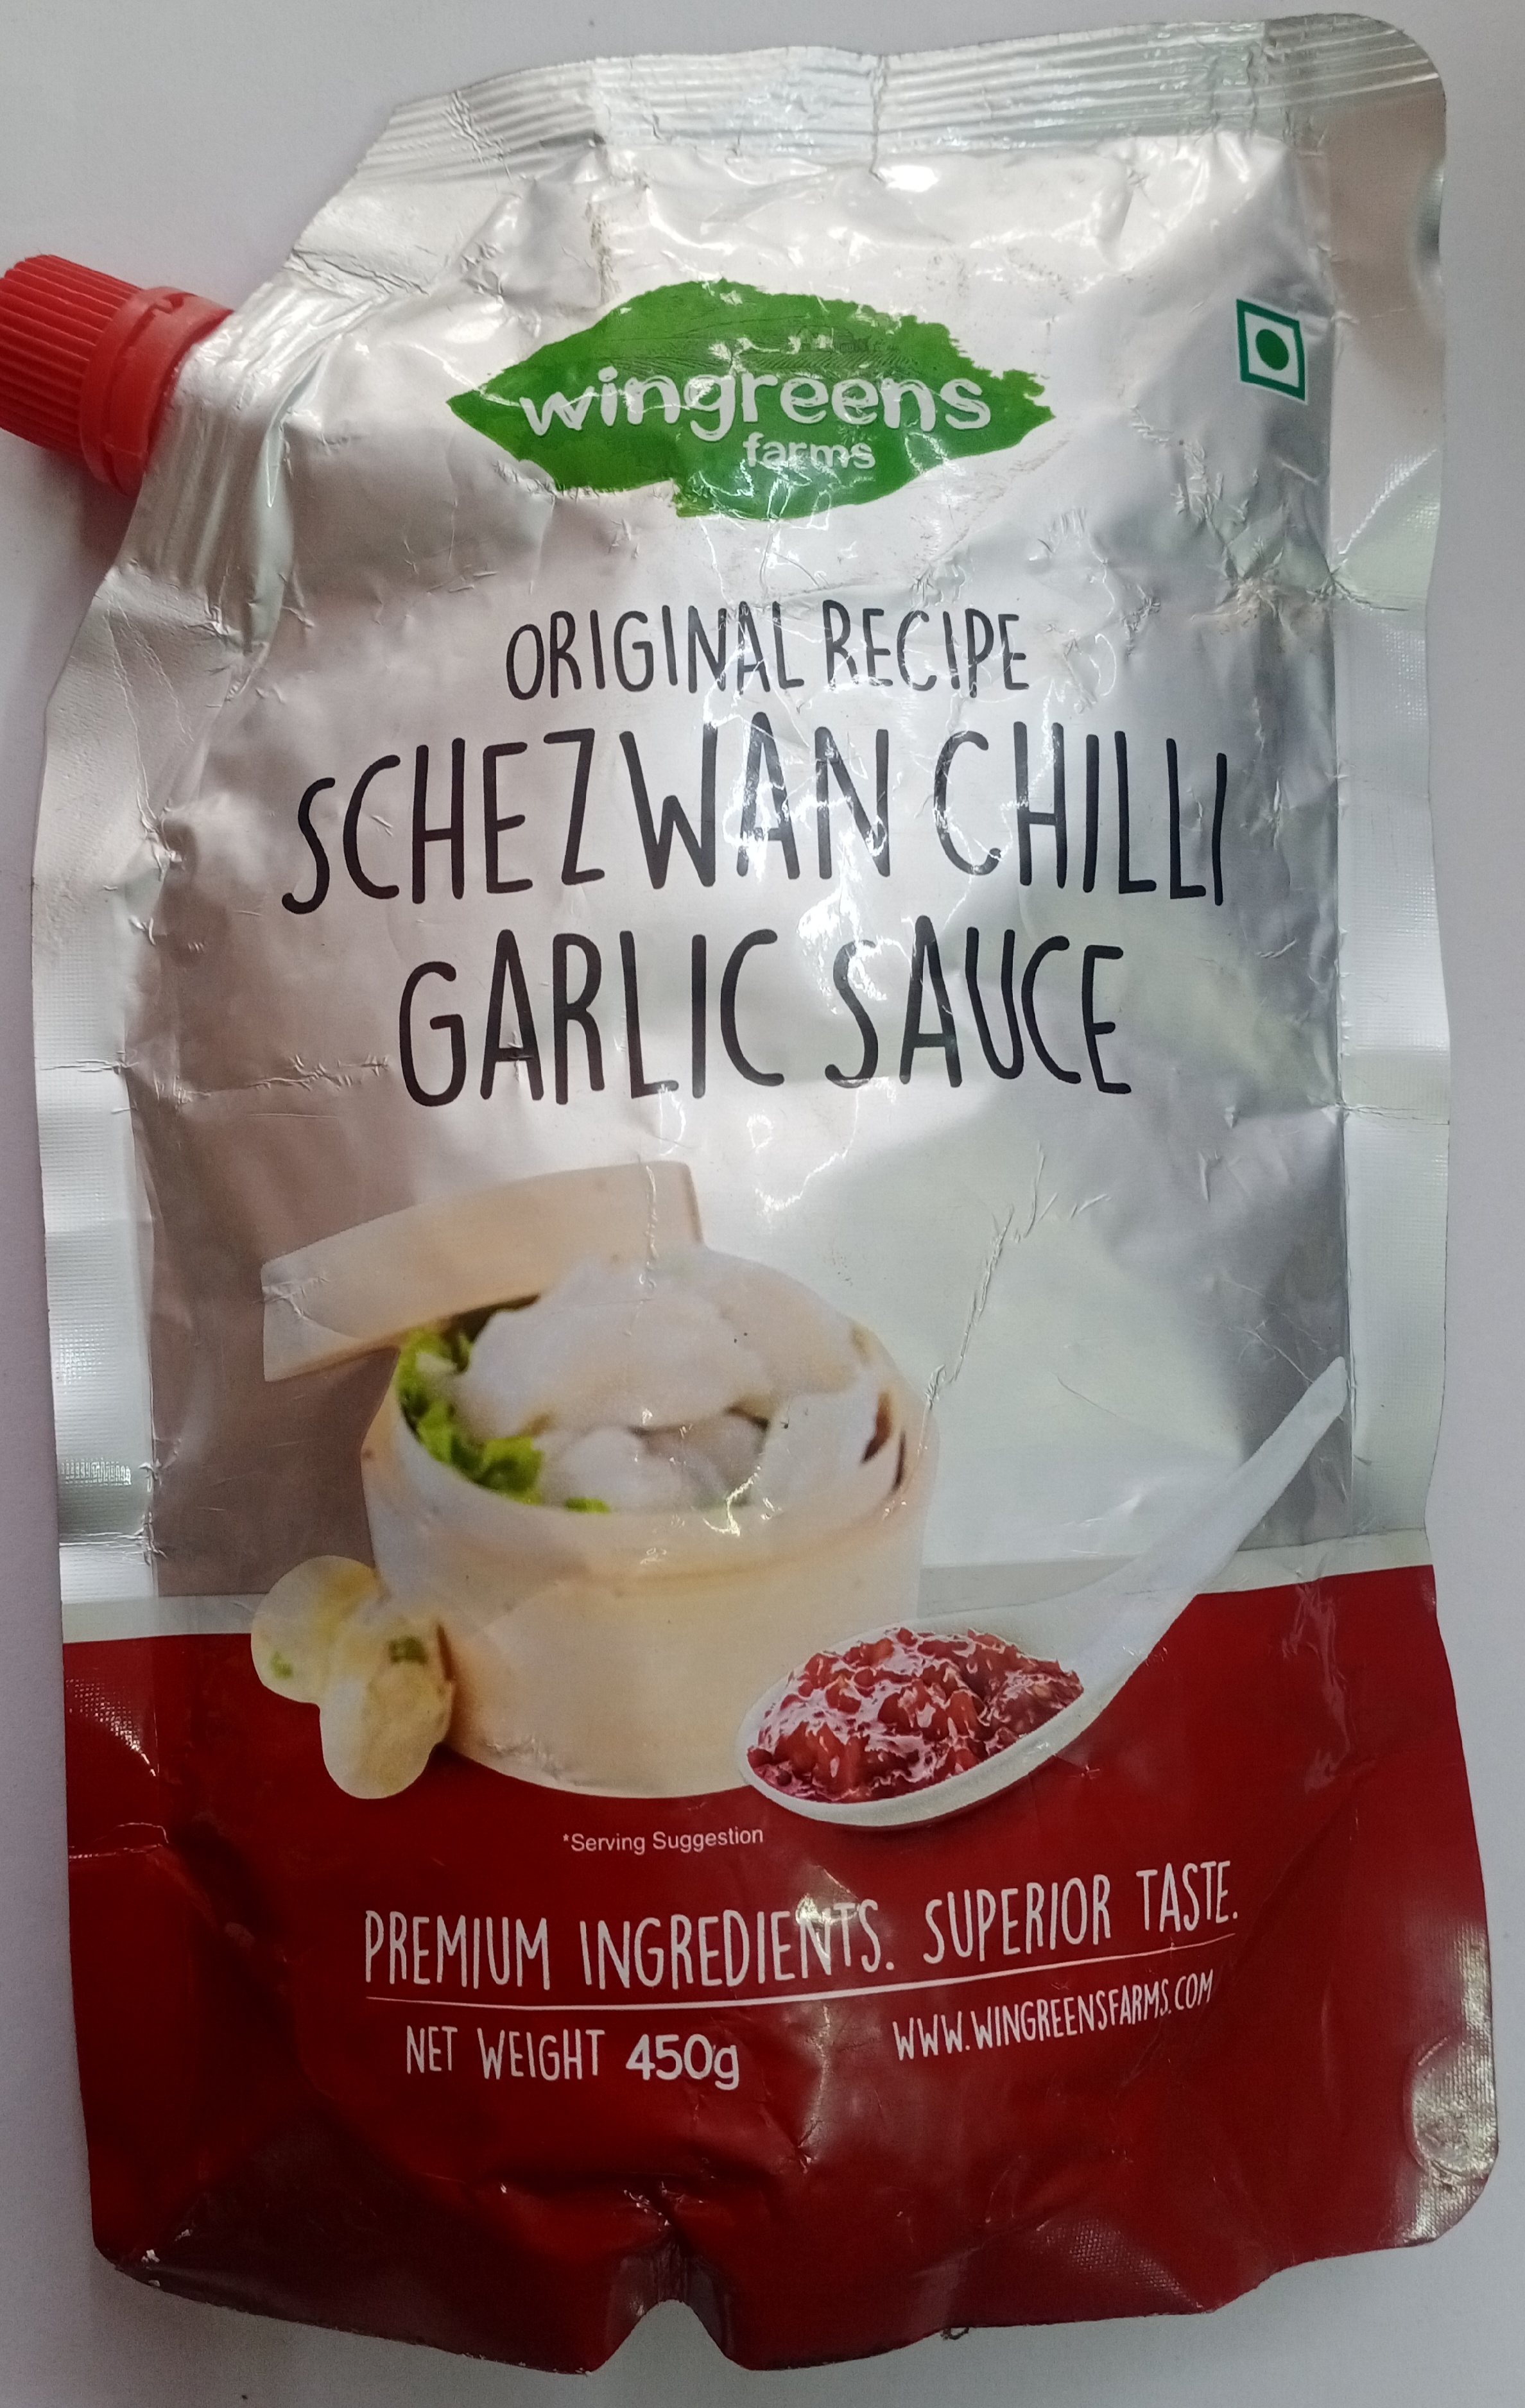 wingreens
farms
ORIGINAL RECIPE
SCHEZWAN CHILLI
GARLIC SAUCE
*Serving Suggestion
PREMIUM INGREDIENTS. SUPERIOR TASTE.
NET WEIGHT 450g
WWW.WINGREENSFARMS.COM